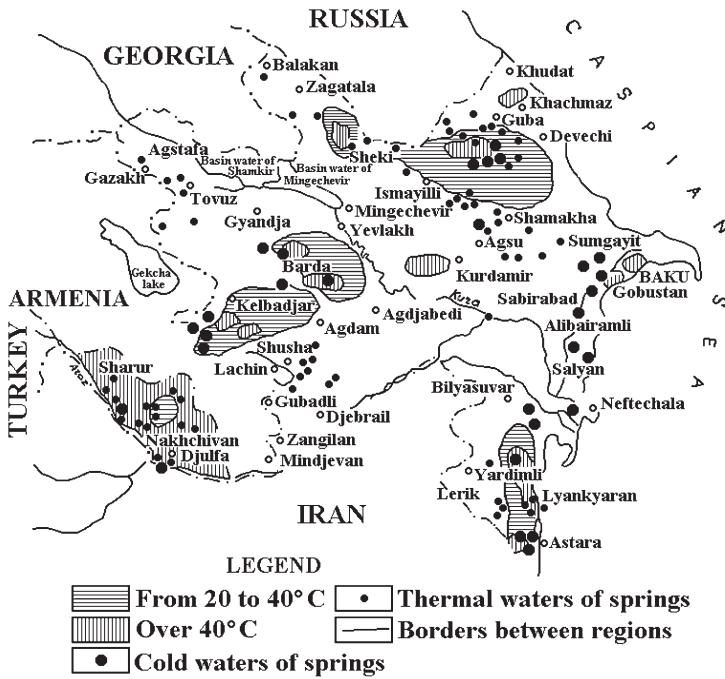 RUSSIA
GEORGIA
CASPIAN SEA
Balakan
Zagatala
Khudat
Khachmaz
Guba
Devechi
Agstafa
Gazakh
Tovuz
Basin water of
Shamkir
Basin water of
Mingechevir
Sheki
Ismayilli
Mingechevir
Gyandja
Yevlakh
Shamakha
Agsu
Sumgayit
Gekcha
lake
Barda
Kurdamir
BAKU
Gobustan
ARMENIA
Kelbadjar
Kura
Sabirabad
Agdjabedi
Agdam
Alibairamli
TURKEY
Araz
Sharur
Shusha
Lachin
Salyan
Bilyasuvar
Gubadli
Djebrail
Neftechala
Nakhchivan
Djulfa
Zangilan
Mindjevan
Yardimli
Lerik
Lyankyaran
IRAN
Astara
LEGEND
From 20 to 40°C
Thermal waters of springs
Over 40°C
Borders between regions
Cold waters of springs